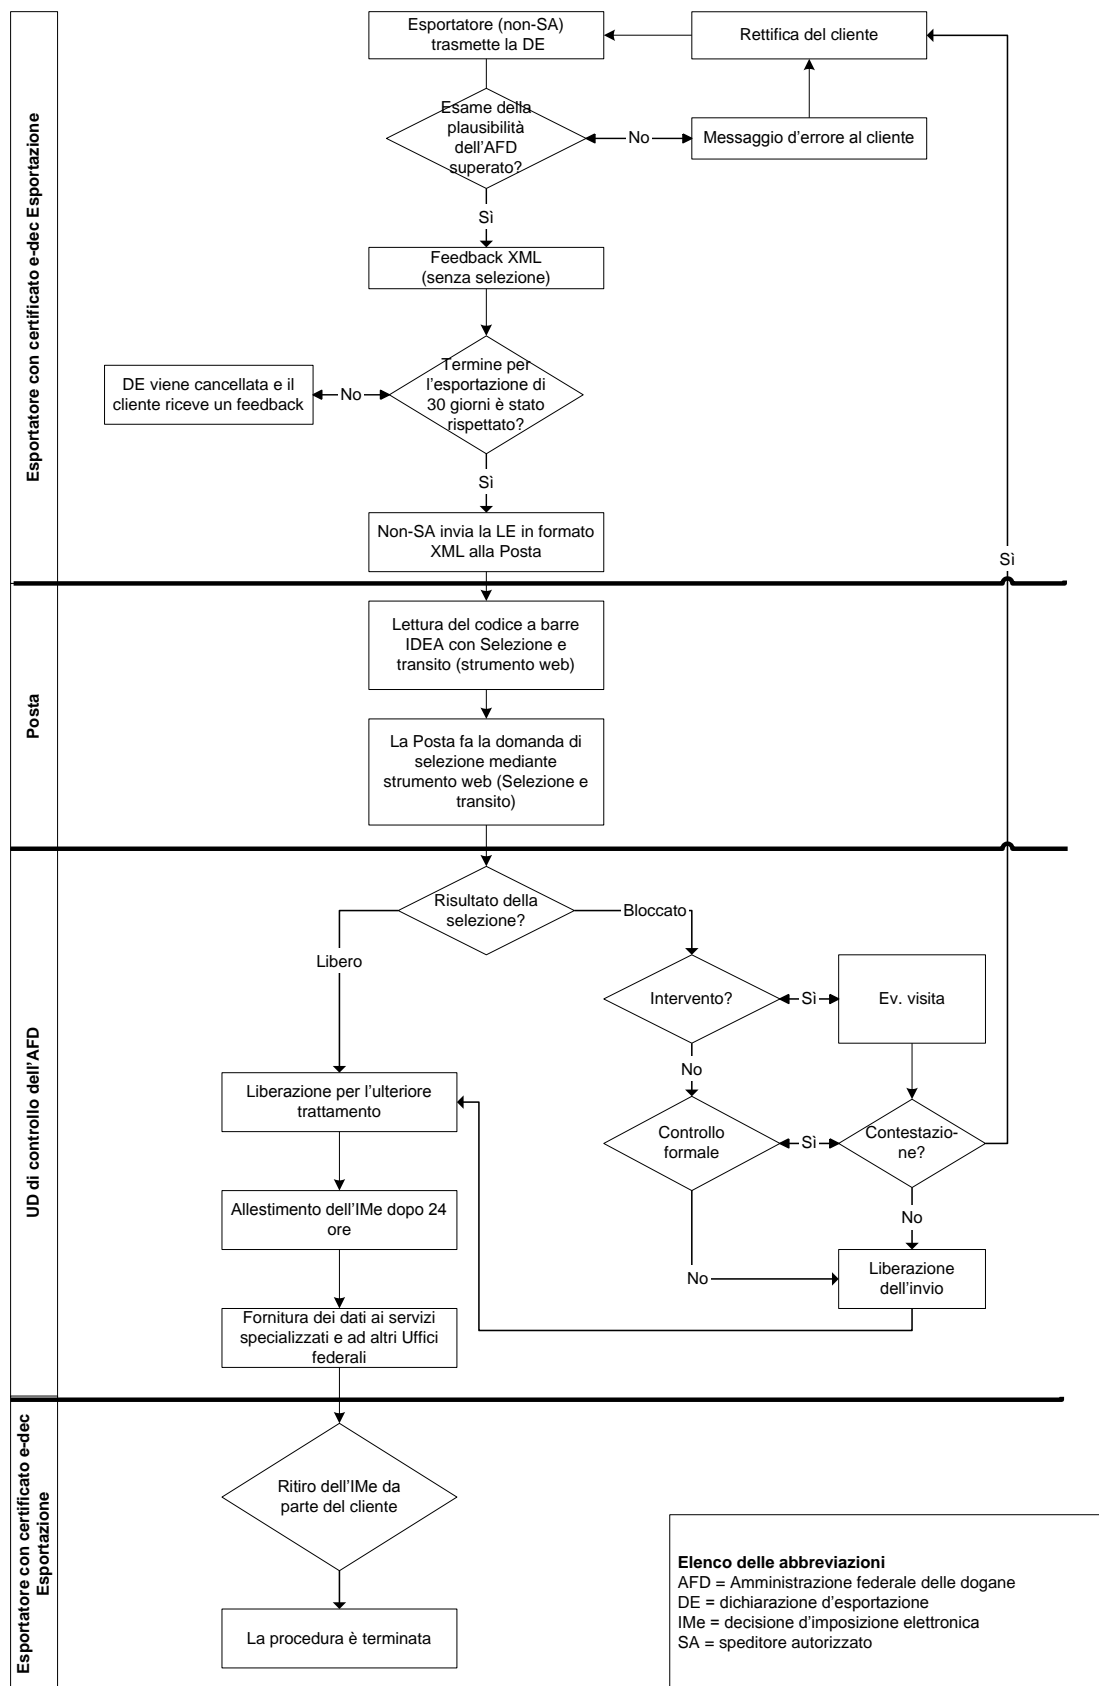 Esportatore con certificato e-dec Esportazione
Esportatore (non-SA)
trasmette la DE
Rettifica del cliente
Esame della
plausibilità
dell'AFD
superato?
No
Messaggio d'errore al cliente
Sì
Feedback XML
(senza selezione)
Termine per
l'esportazione di
30 giorni è stato
rispettato?
No
DE viene cancellata e il
cliente riceve un feedback
Sì
Non-SA invia la LE in formato
XML alla Posta
Sì
Posta
Lettura del codice a barre
IDEA con Selezione e
transito (strumento web)
La Posta fa la domanda di
selezione mediante
strumento web (Selezione e
transito)
UD di controllo dell'AFD
Risultato della
selezione?
Bloccato
Libero
Intervento?
Sì
Ev. visita
No
Liberazione per l'ulteriore
trattamento
Controllo
formale
Sì
Contestazio-
ne?
Allestimento dell'IMe dopo 24
ore
No
No
Liberazione
dell'invio
Fornitura dei dati ai servizi
specializzati e ad altri Uffici
federali
Esportatore con certificato e-dec
Esportazione
Ritiro dell'IMe da
parte del cliente
La procedura è terminata
Elenco delle abbreviazioni
AFD = Amministrazione federale delle dogane
DE = dichiarazione d'esportazione
IMe = decisione d'imposizione elettronica
SA = speditore autorizzato